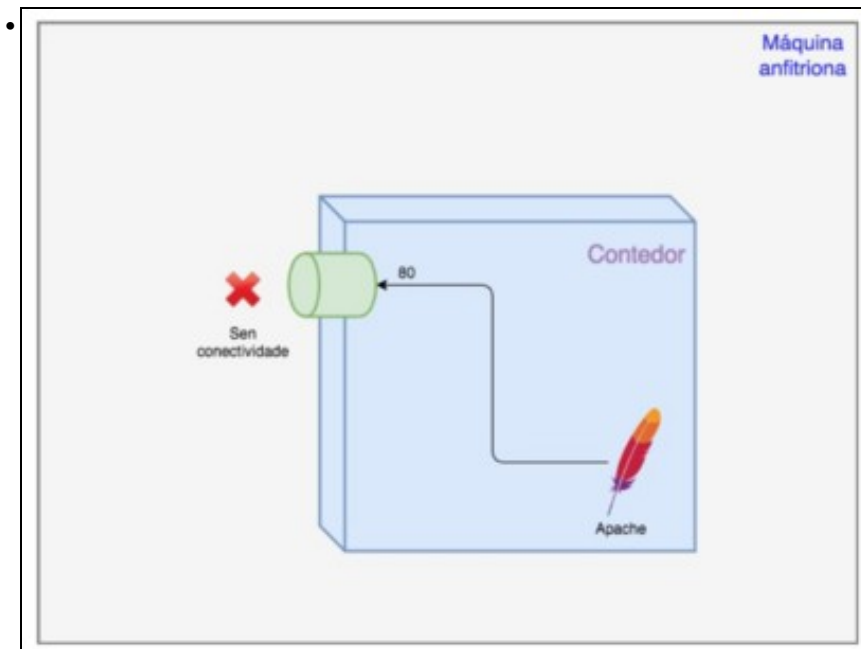 Máquina
anfitriona
Contedor
80
Sen
conectividade
Apache